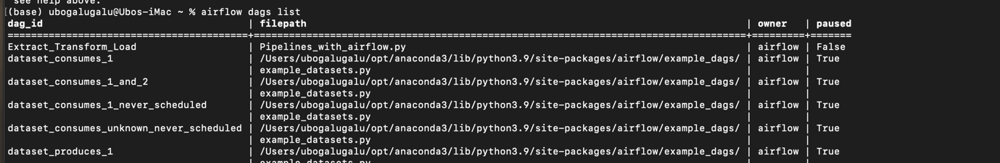 see help above.
[(base) ubogalugalu@Ubos-iMac ~ % airflow dags list
dag_id | filepath | owner | paused
=========================================+====================================================================================+=========+=======
Extract_Transform_Load | Pipelines_with_airflow.py | airflow | False
dataset_consumes_1 | /Users/ubogalugalu/opt/anaconda3/lib/python3.9/site-packages/airflow/example_dags/ | airflow | True
| example_datasets.py | |
dataset_consumes_1_and_2 | /Users/ubogalugalu/opt/anaconda3/lib/python3.9/site-packages/airflow/example_dags/ | airflow | True
| example_datasets.py | |
dataset_consumes_1_never_scheduled | /Users/ubogalugalu/opt/anaconda3/lib/python3.9/site-packages/airflow/example_dags/ | airflow | True
| example_datasets.py | |
dataset_consumes_unknown_never_scheduled | /Users/ubogalugalu/opt/anaconda3/lib/python3.9/site-packages/airflow/example_dags/ | airflow | True
| example_datasets.py | |
dataset_produces_1 | /Users/ubogalugalu/opt/anaconda3/lib/python3.9/site-packages/airflow/example_dags/ | airflow | True
| example_datasets.py | |